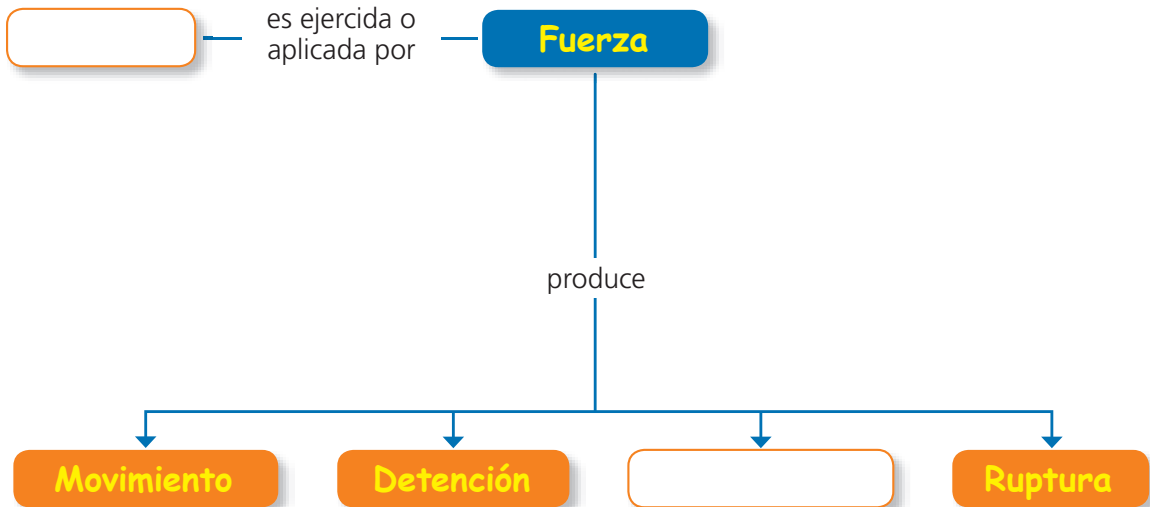 es ejercida o
aplicada por
Fuerza
produce
Movimiento
Detención
Ruptura